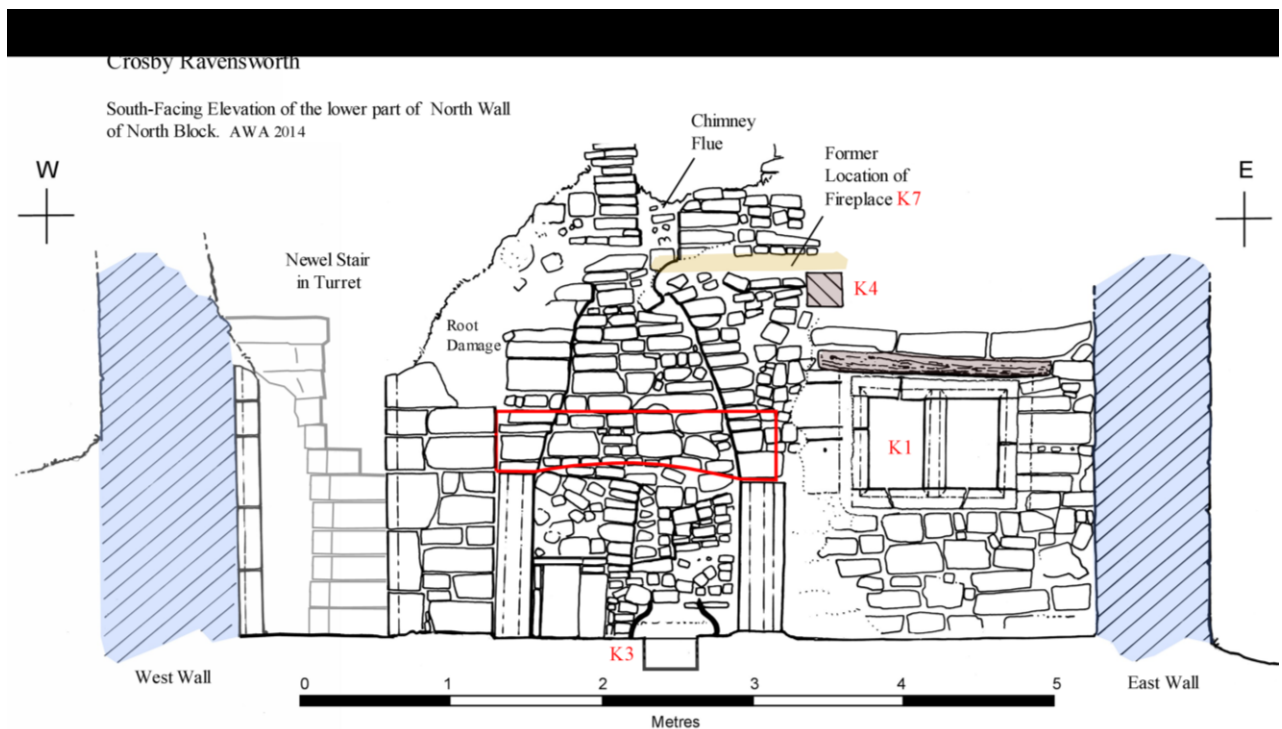 Crosby Ravensworth
South-Facing Elevation of the lower part of North Wall
of North Block. AWA 2014
W
E
Chimney
Flue
Former
Location of
Fireplace K7
Newel Stair
in Turret
K4
Root
Damage
K1
K3
West Wall
East Wall
0 1 2 3 4 5
Metres